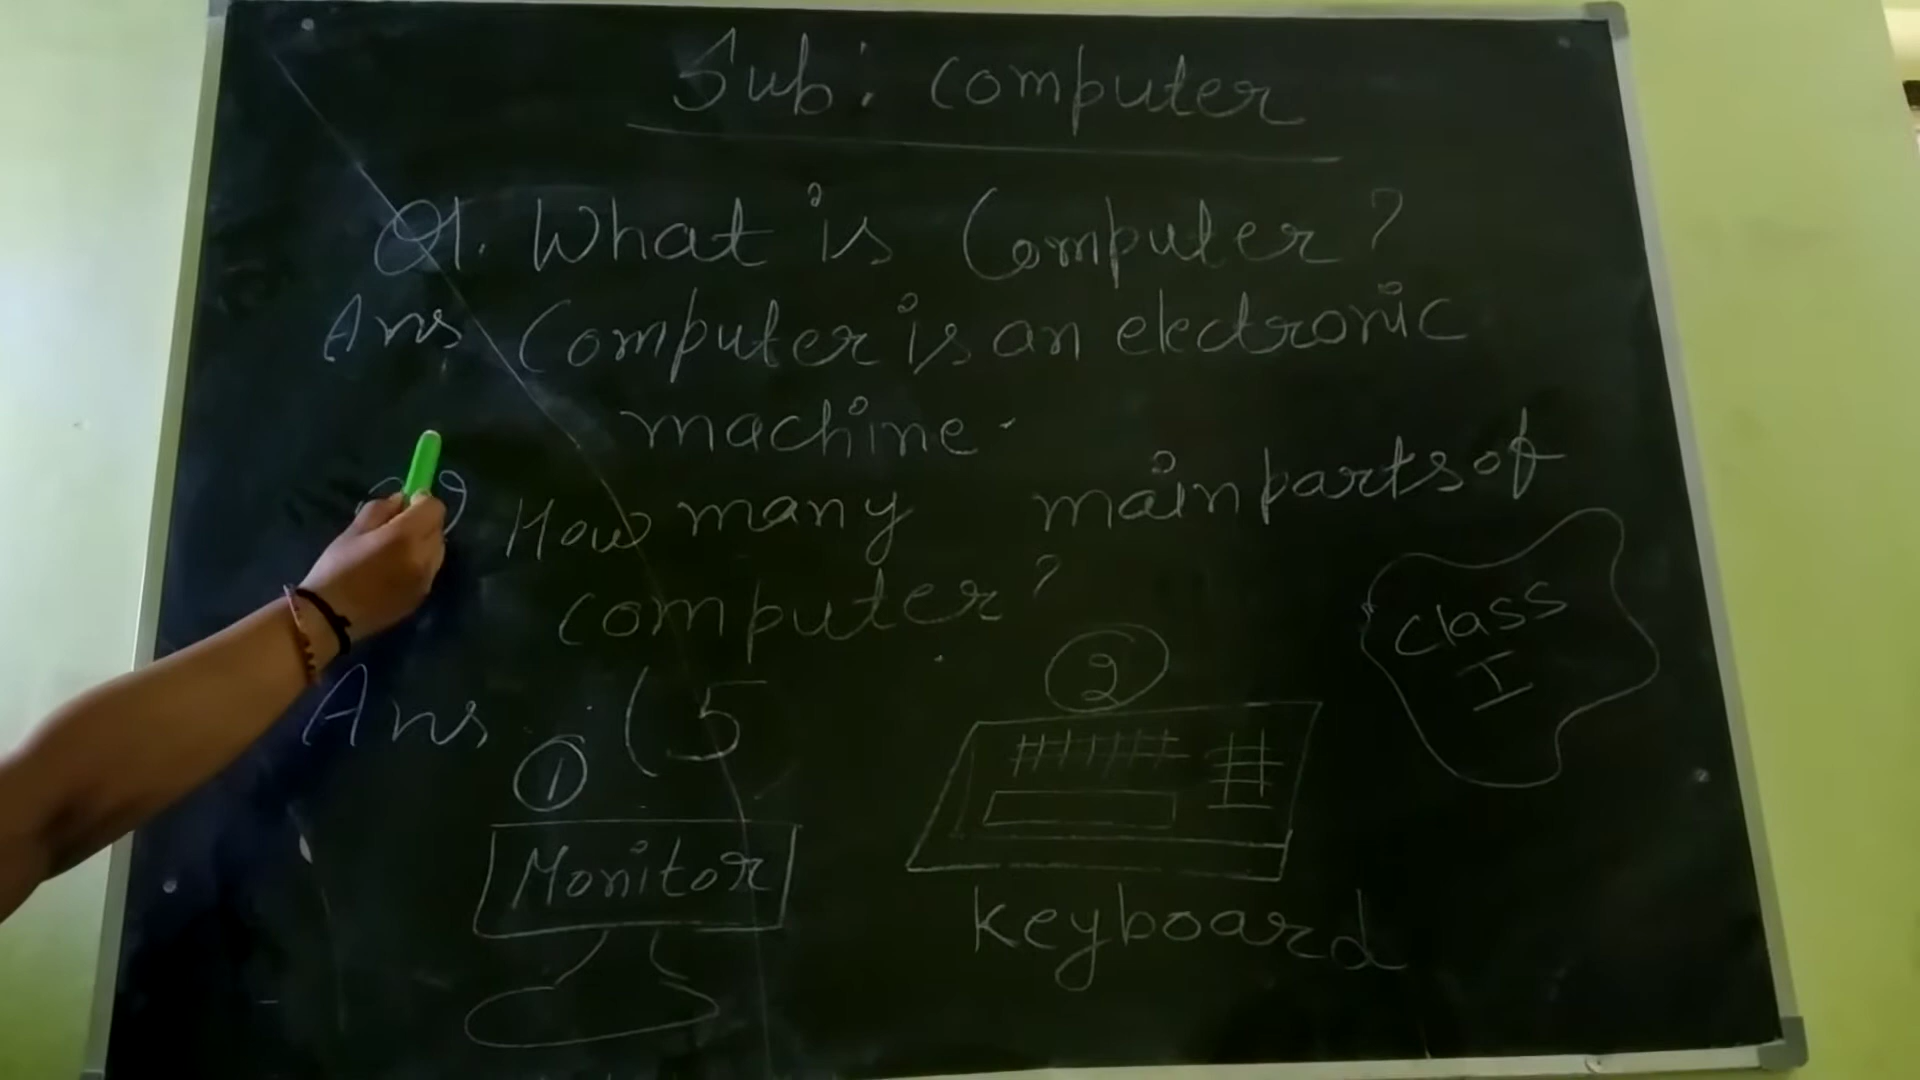 Sub: Computer
Q1. What is Computer?
Ans Computer is an electronic
machine.
How many main parts of
computer?
Ans (5
Class
I
1
2
Monitor
Keyboard